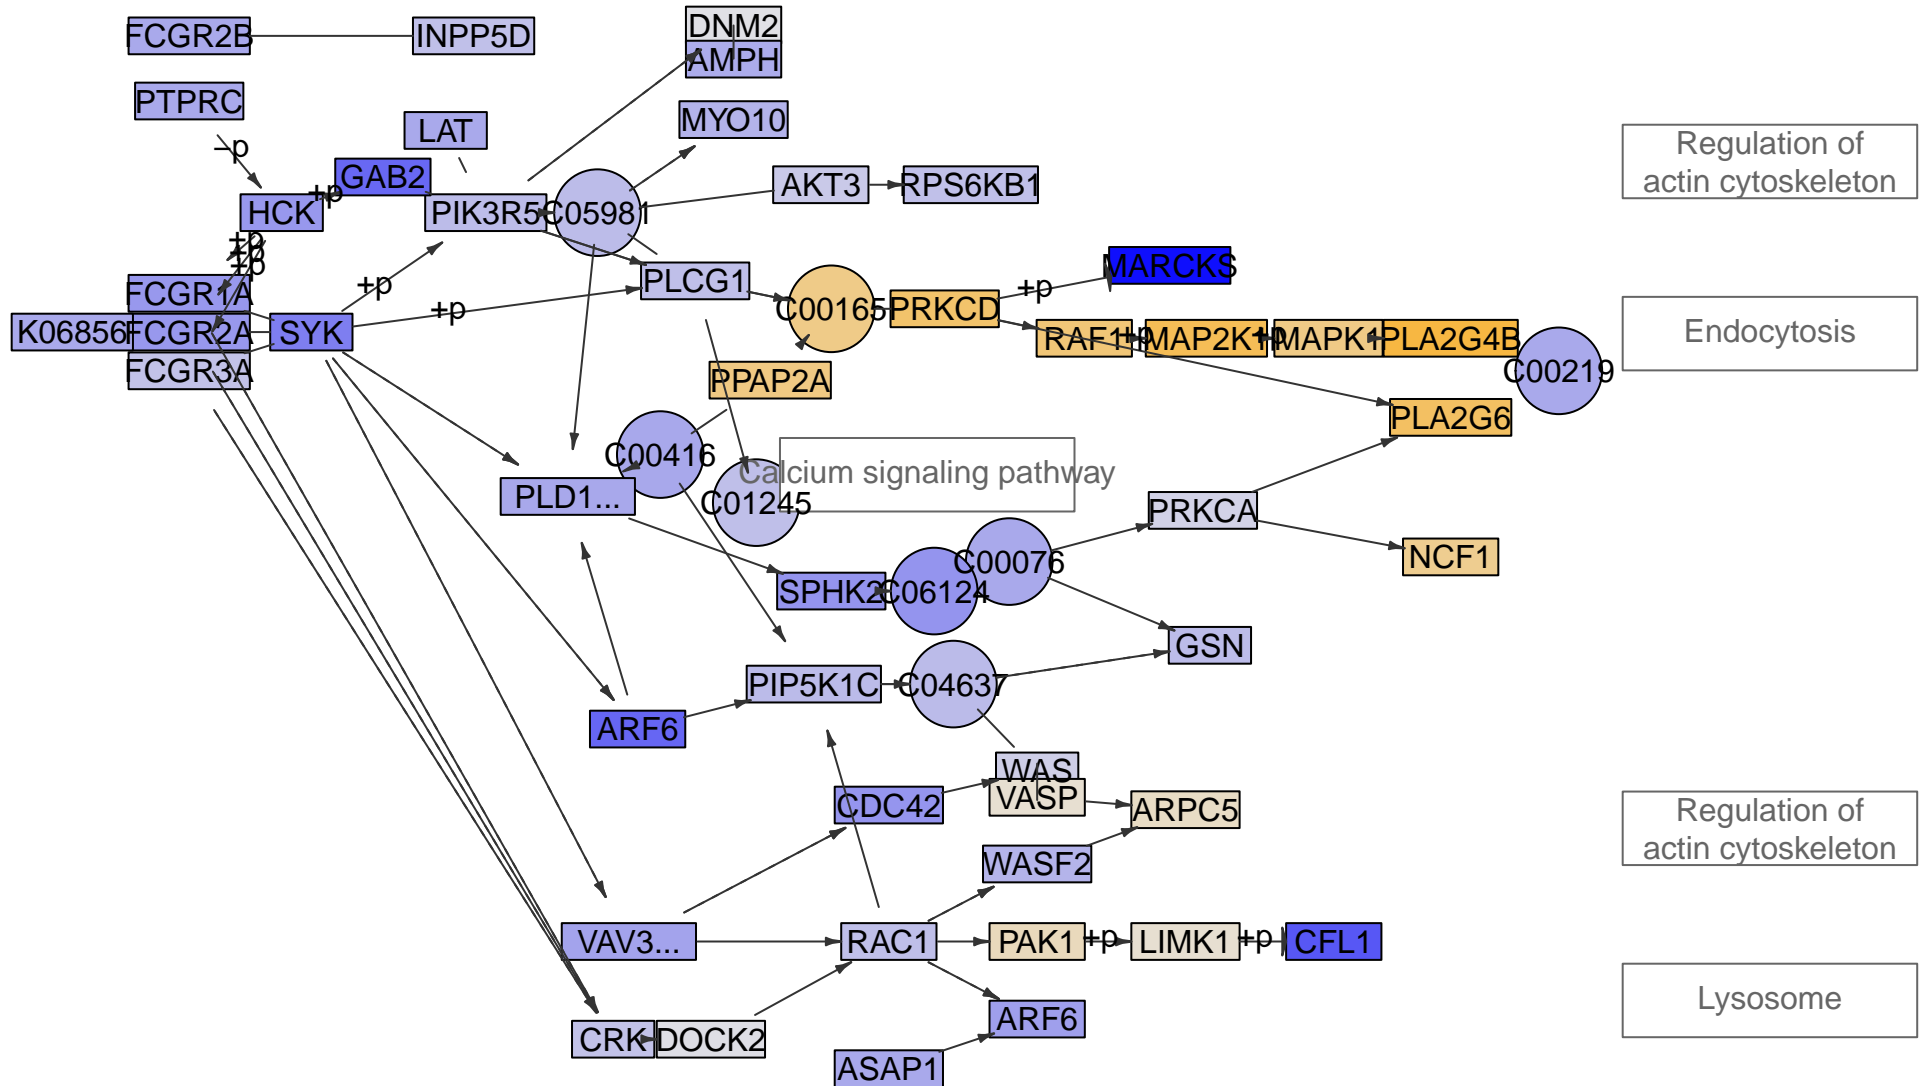 DNM2
FCGR2B
INPP5D
AMPH
PTPRC
MYO10
LAT
Regulation of
actin cytoskeleton
−p
GAB2
+p
AKT3
RPS6KB1
HCK
PIK3R5
C05981
+p
+p
+p
MARCKS
PLCG1
+p
+p
+p
FCGR1A
C00165
PRKCD
K06856
FCGR2A
SYK
RAF1
+p
MAP2K1
+p
MAPK1
PLA2G4B
Endocytosis
FCGR3A
PPAP2A
C00219
PLA2G6
C00416
Calcium signaling pathway
PLD1...
C01245
PRKCA
C00076
NCF1
SPHK2
C06124
GSN
PIP5K1C
C04637
ARF6
WAS
VASP
CDC42
ARPC5
Regulation of
actin cytoskeleton
WASF2
VAV3...
RAC1
PAK1
+p
LIMK1
+p
CFL1
Lysosome
ARF6
CRK
DOCK2
ASAP1